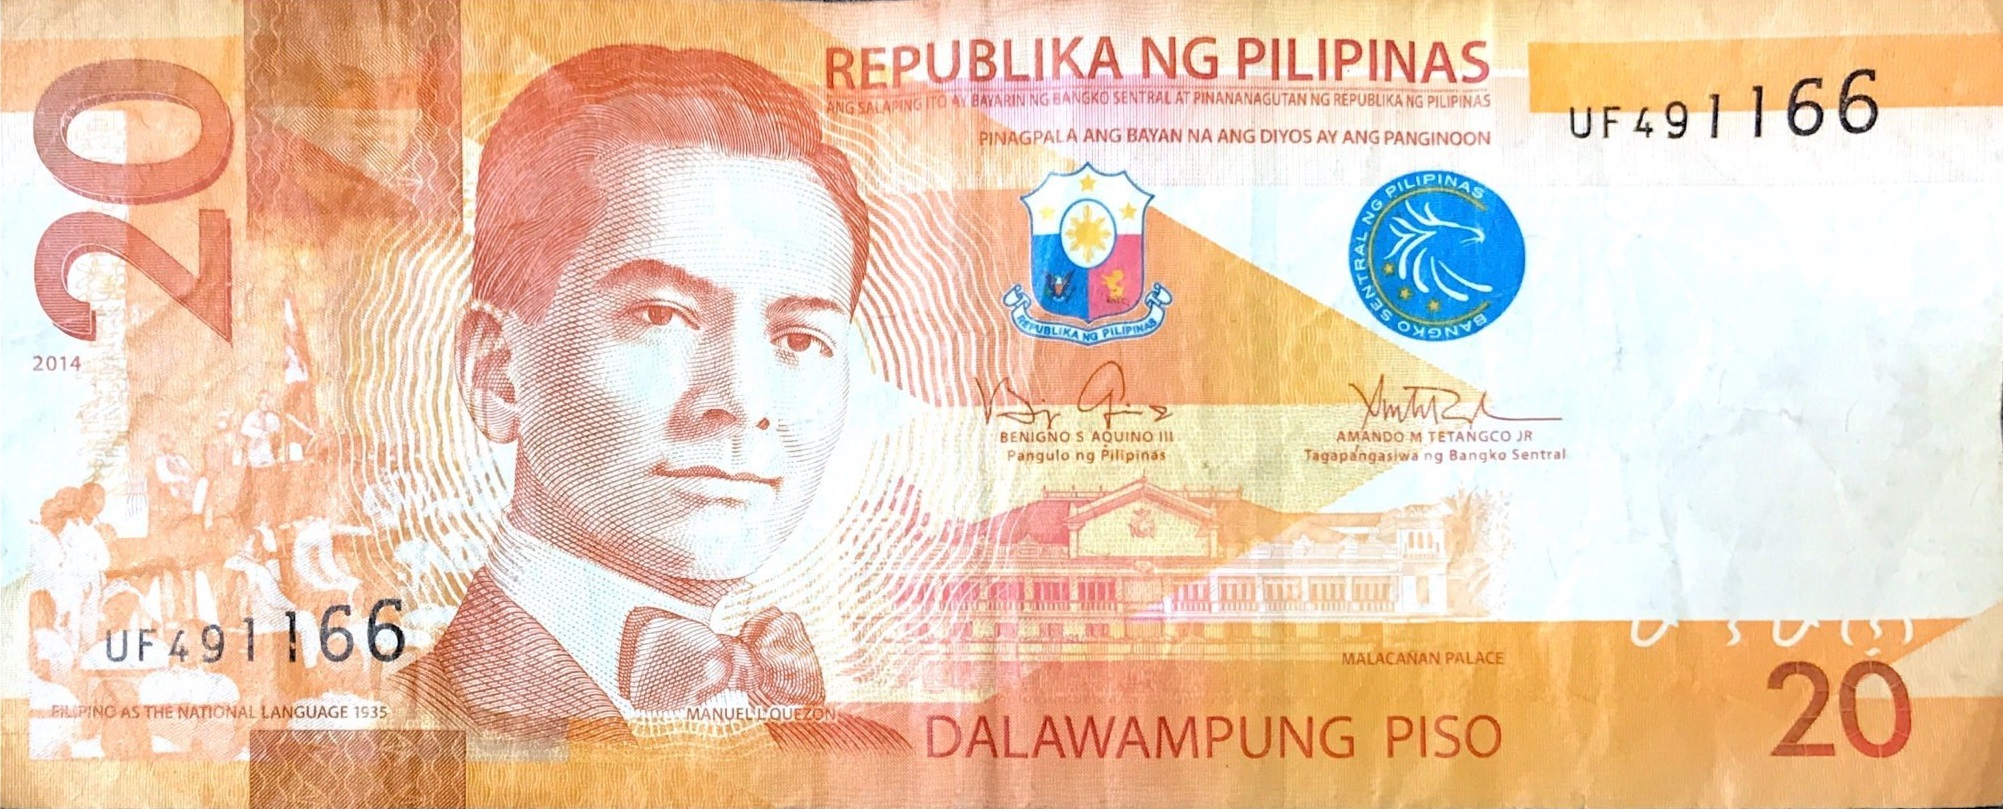 20
2014
REPUBLIKA NG PILIPINAS
ANG SALAPING ITO AY BAYARIN NG BANGKO SENTRAL AT PINANANAGUTAN NG REPUBLIKA NG PILIPINAS
PINAGPALA ANG BAYAN NA ANG DIYOS AY ANG PANGINOON
UF491166
REPUBLIKA NG PILIPINAS
BANGKO SENTRAL NG PILIPINAS
BENIGNO S AQUINO III
Pangulo ng Pilipinas
AMANDO M TETANGCO JR
Tagapangasiwa ng Bangko Sentral
UF491166
MALACAÑAN PALACE
FILIPINO AS THE NATIONAL LANGUAGE 1935
MANUEL L QUEZON
DALAWAMPUNG PISO
20